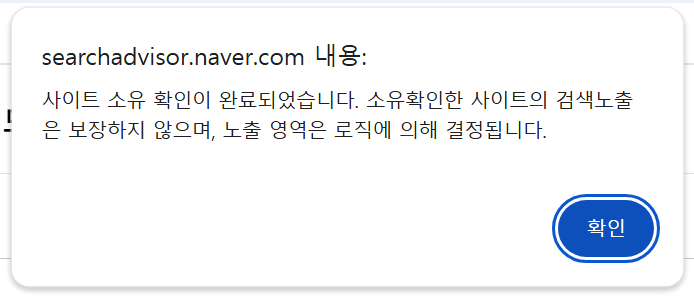 searchadvisor.naver.com 내용:
사이트 소유 확인이 완료되었습니다. 소유확인한 사이트의 검색노출
은 보장하지 않으며, 노출 영역은 로직에 의해 결정됩니다.
확인